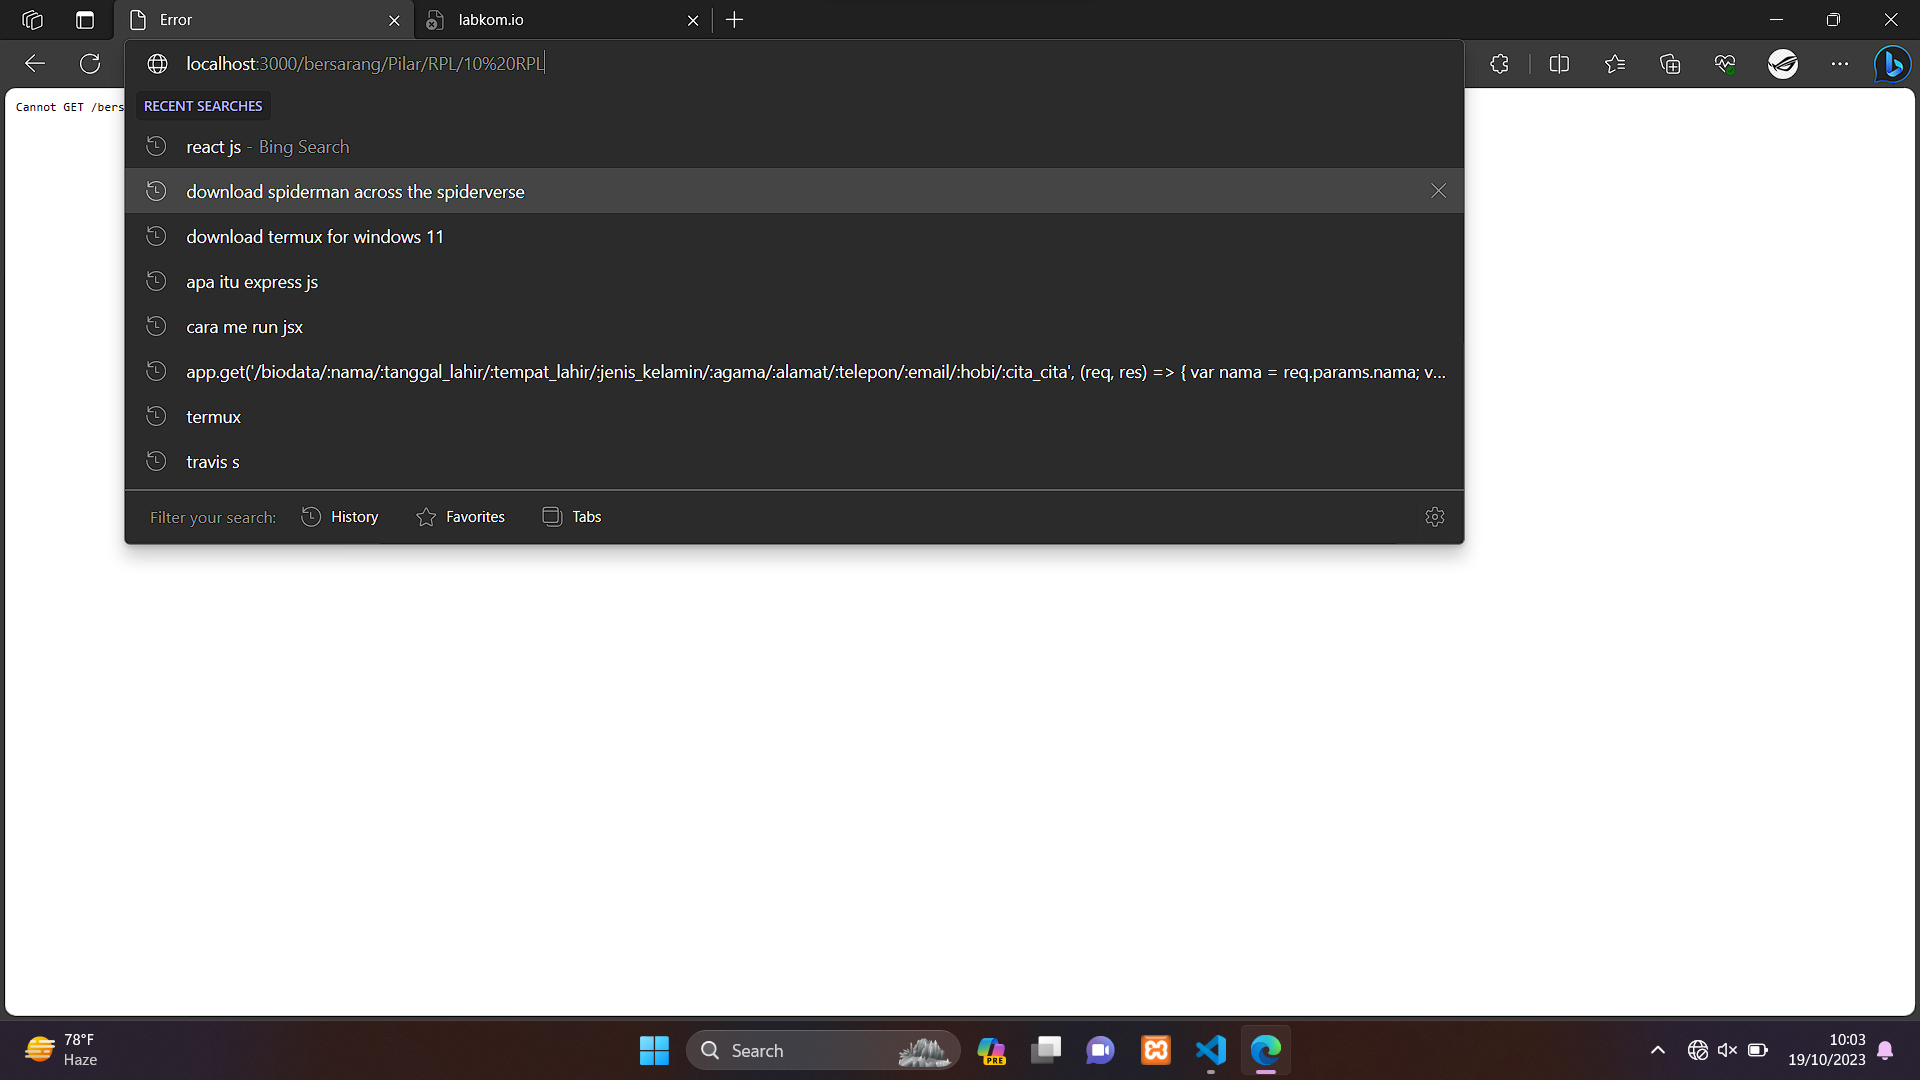 Error
labkom.io
localhost:3000/bersarang/Pilar/RPL/10%20RPL
Cannot GET /bers
RECENT SEARCHES
react js - Bing Search
download spiderman across the spiderverse
download termux for windows 11
apa itu express js
cara me run jsx
app.get('/biodata/:nama/:tanggal_lahir/:tempat_lahir/:jenis_kelamin/:agama/:alamat/:telepon/:email/:hobi/:cita_cita', (req, res) => { var nama = req.params.nama; v...
termux
travis s
Filter your search: History Favorites Tabs
78°F
Haze
Search
PRE
10:03
19/10/2023